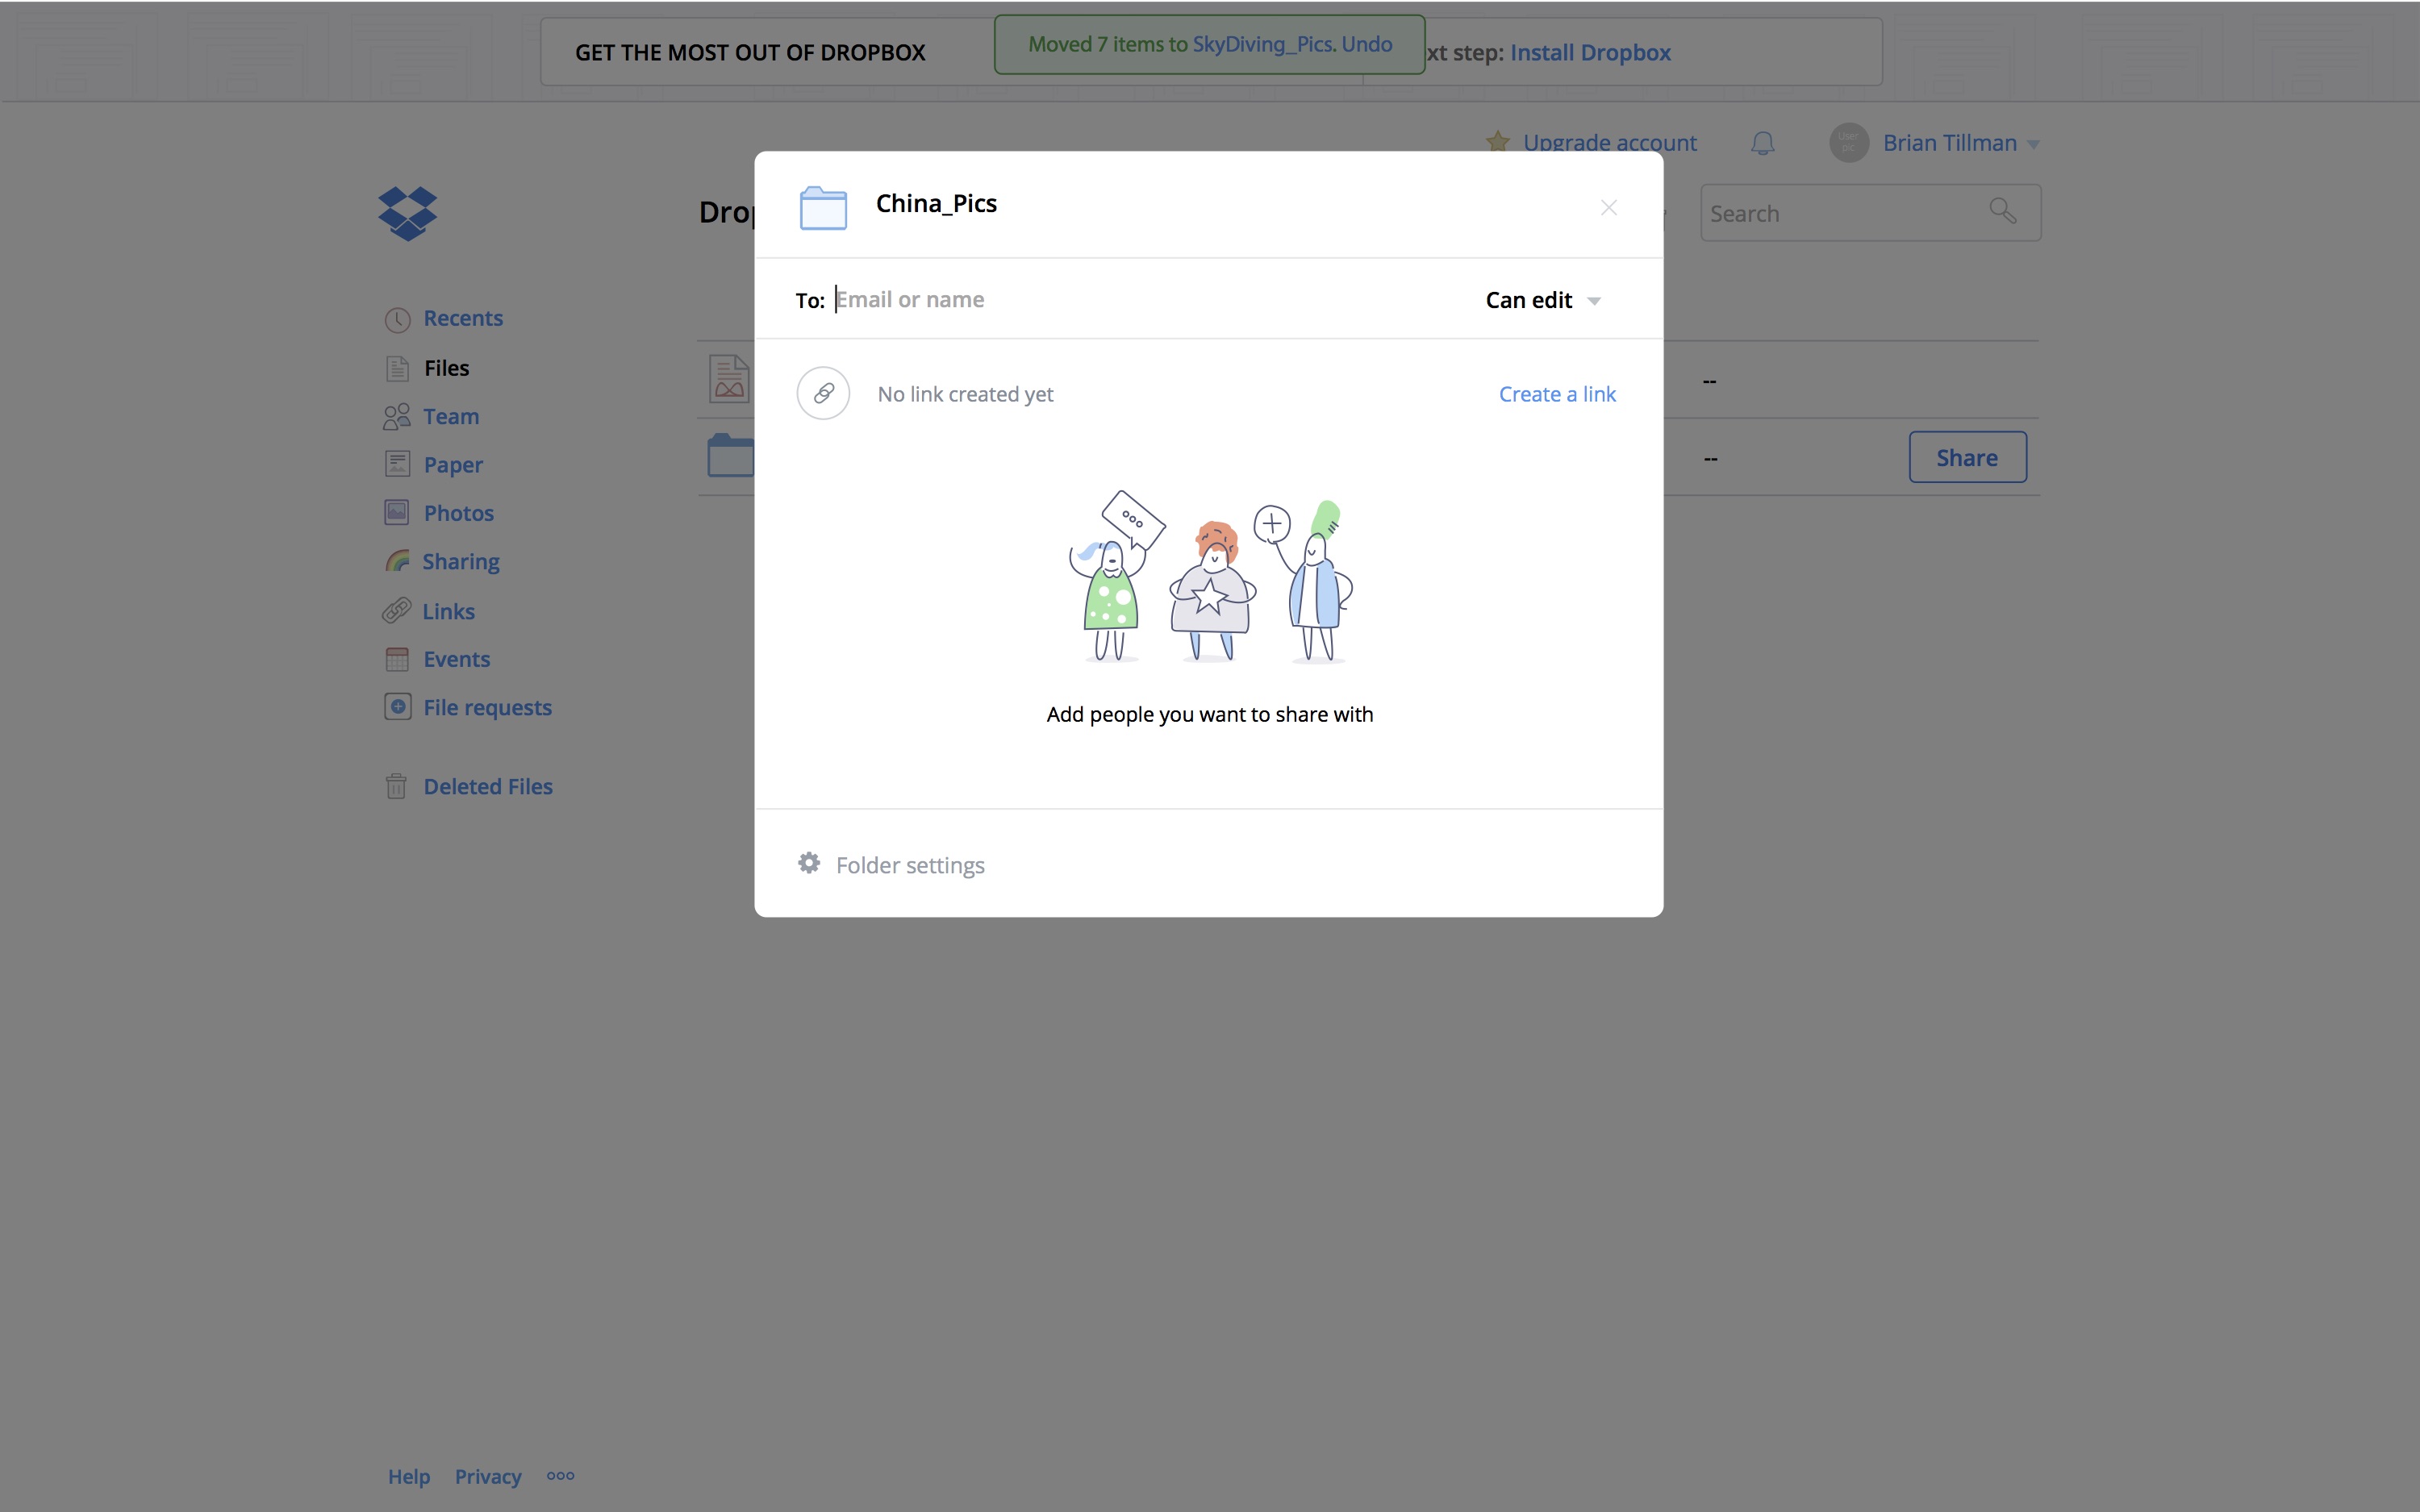 GET THE MOST OUT OF DROPBOX
Moved 7 items to SkyDiving_Pics. Undo
xt step: Install Dropbox
Upgrade account
Brian Tillman
Search
Recents
Files
Team
Paper
Photos
Sharing
Links
Events
File requests
Deleted Files
China_Pics
To: Email or name
Can edit
No link created yet
Create a link
--
--
Share
Add people you want to share with
Folder settings
Help Privacy
User
pic